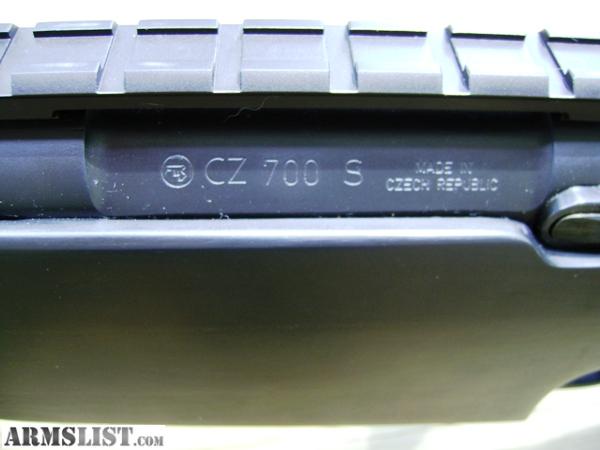 CZ 700 S MADE IN
CZECH REPUBLIC
ARMSLIST.COM